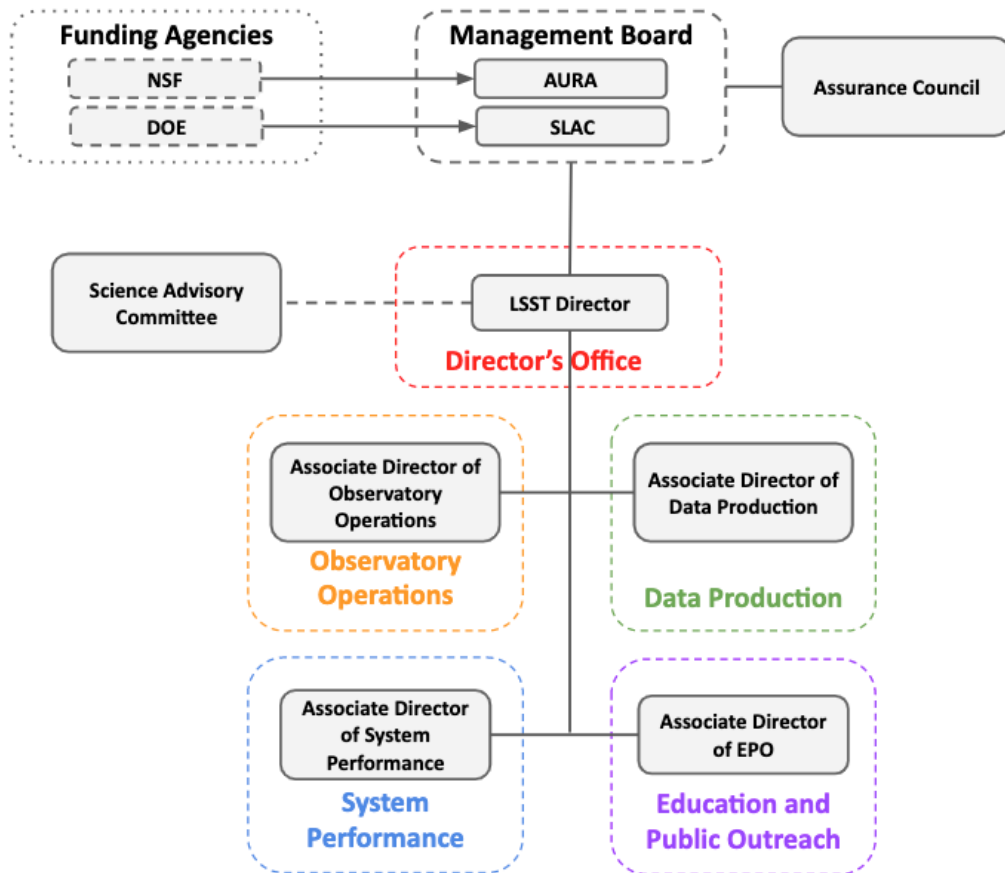 Funding Agencies
NSF
DOE
Management Board
AURA
SLAC
Assurance Council
Science Advisory
Committee
LSST Director
Director's Office
Associate Director of
Observatory
Operations
Observatory
Operations
Associate Director of
Data Production
Data Production
Associate Director
of System
Performance
System
Performance
Associate Director
of EPO
Education and
Public Outreach